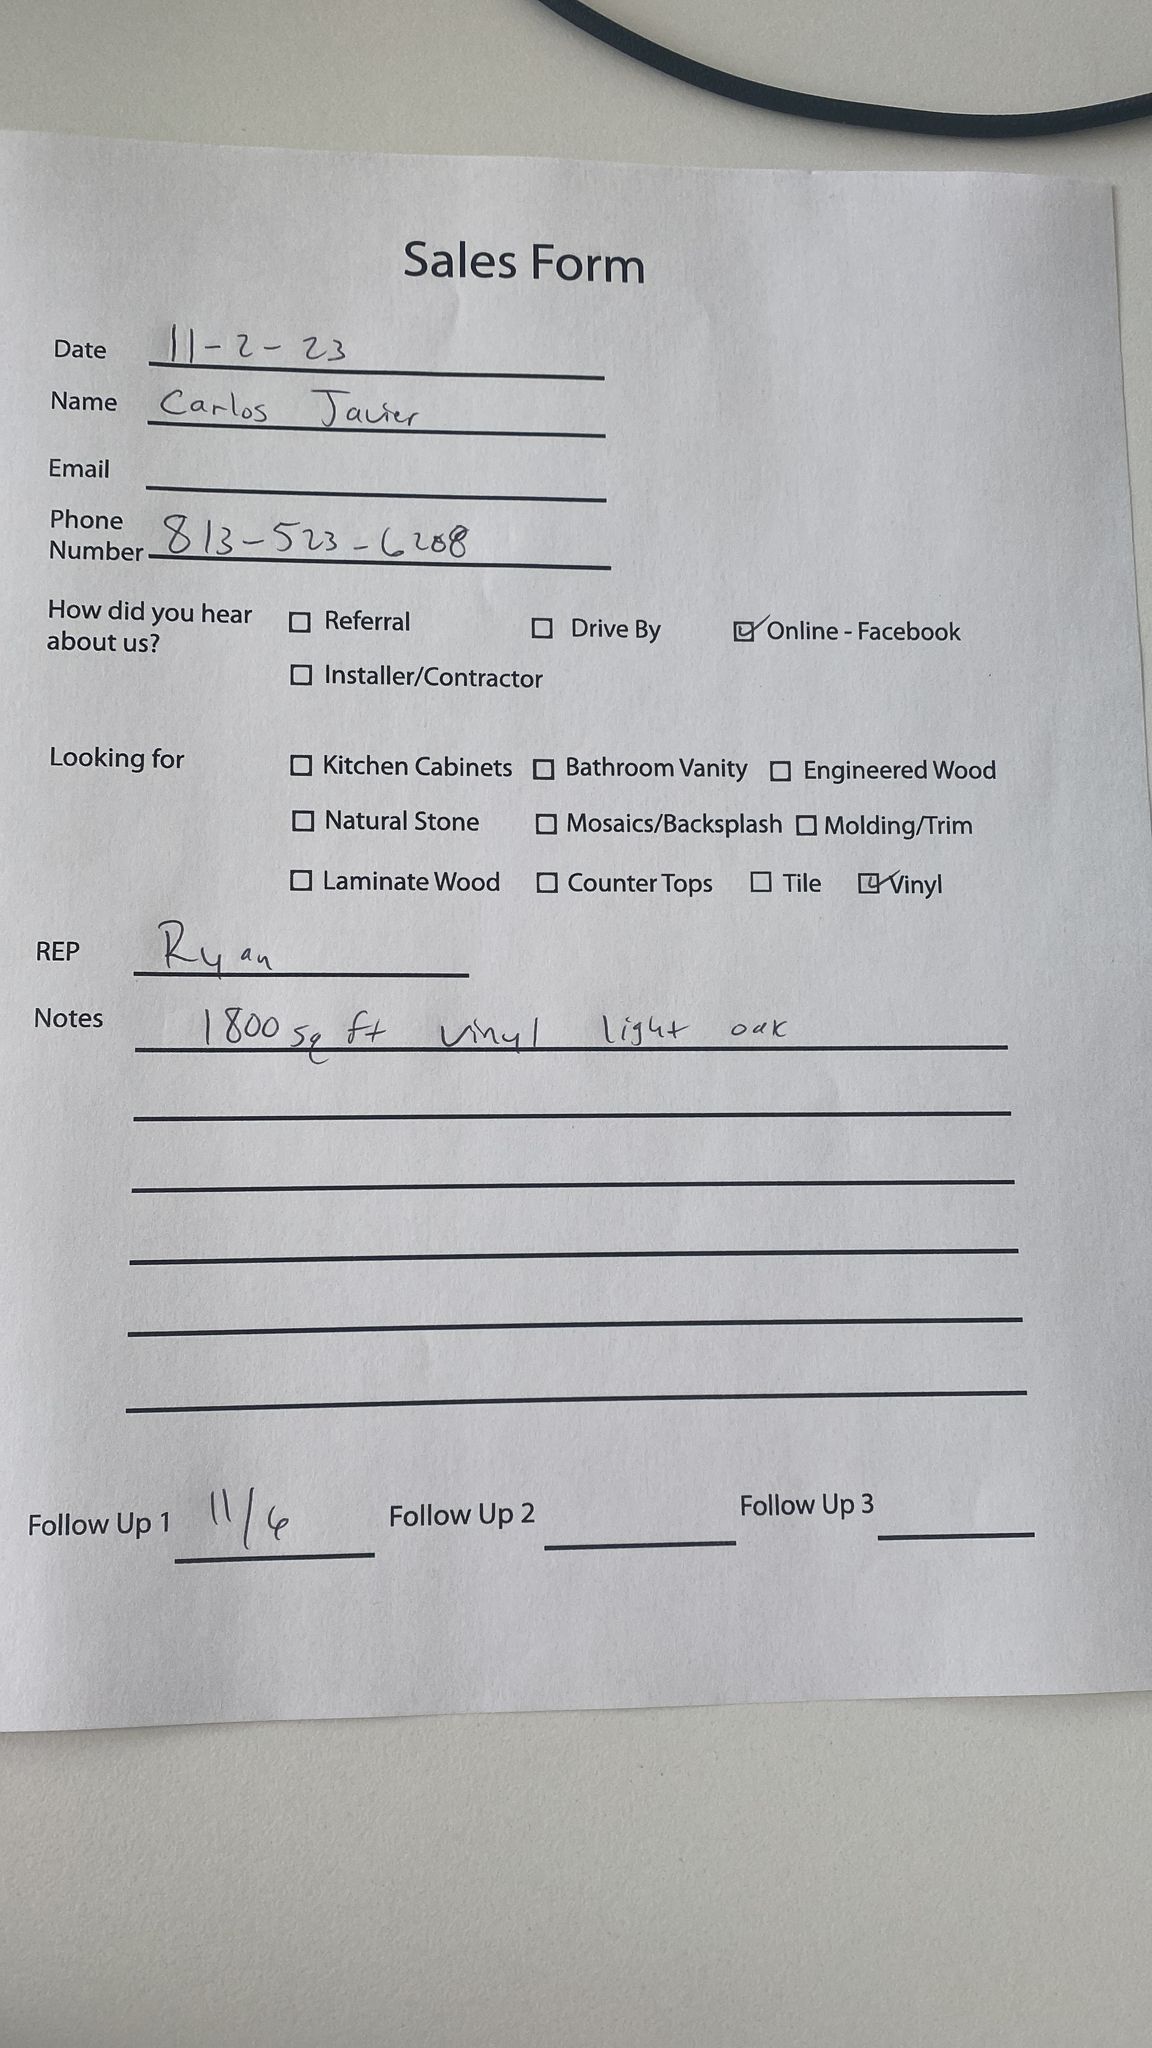 Sales Form
Date 11-2-23
Name Carlos Javier
Email
Phone
Number 813-523-6208
How did you hear ☐ Referral ☐ Drive By ☑ Online - Facebook
about us?
☐ Installer/Contractor
Looking for ☐ Kitchen Cabinets ☐ Bathroom Vanity ☐ Engineered Wood
☐ Natural Stone ☐ Mosaics/Backsplash ☐ Molding/Trim
☐ Laminate Wood ☐ Counter Tops ☐ Tile ☑ Vinyl
REP Ryan
Notes 1800 sq ft vinyl light oak
Follow Up 1 11/6 Follow Up 2 Follow Up 3